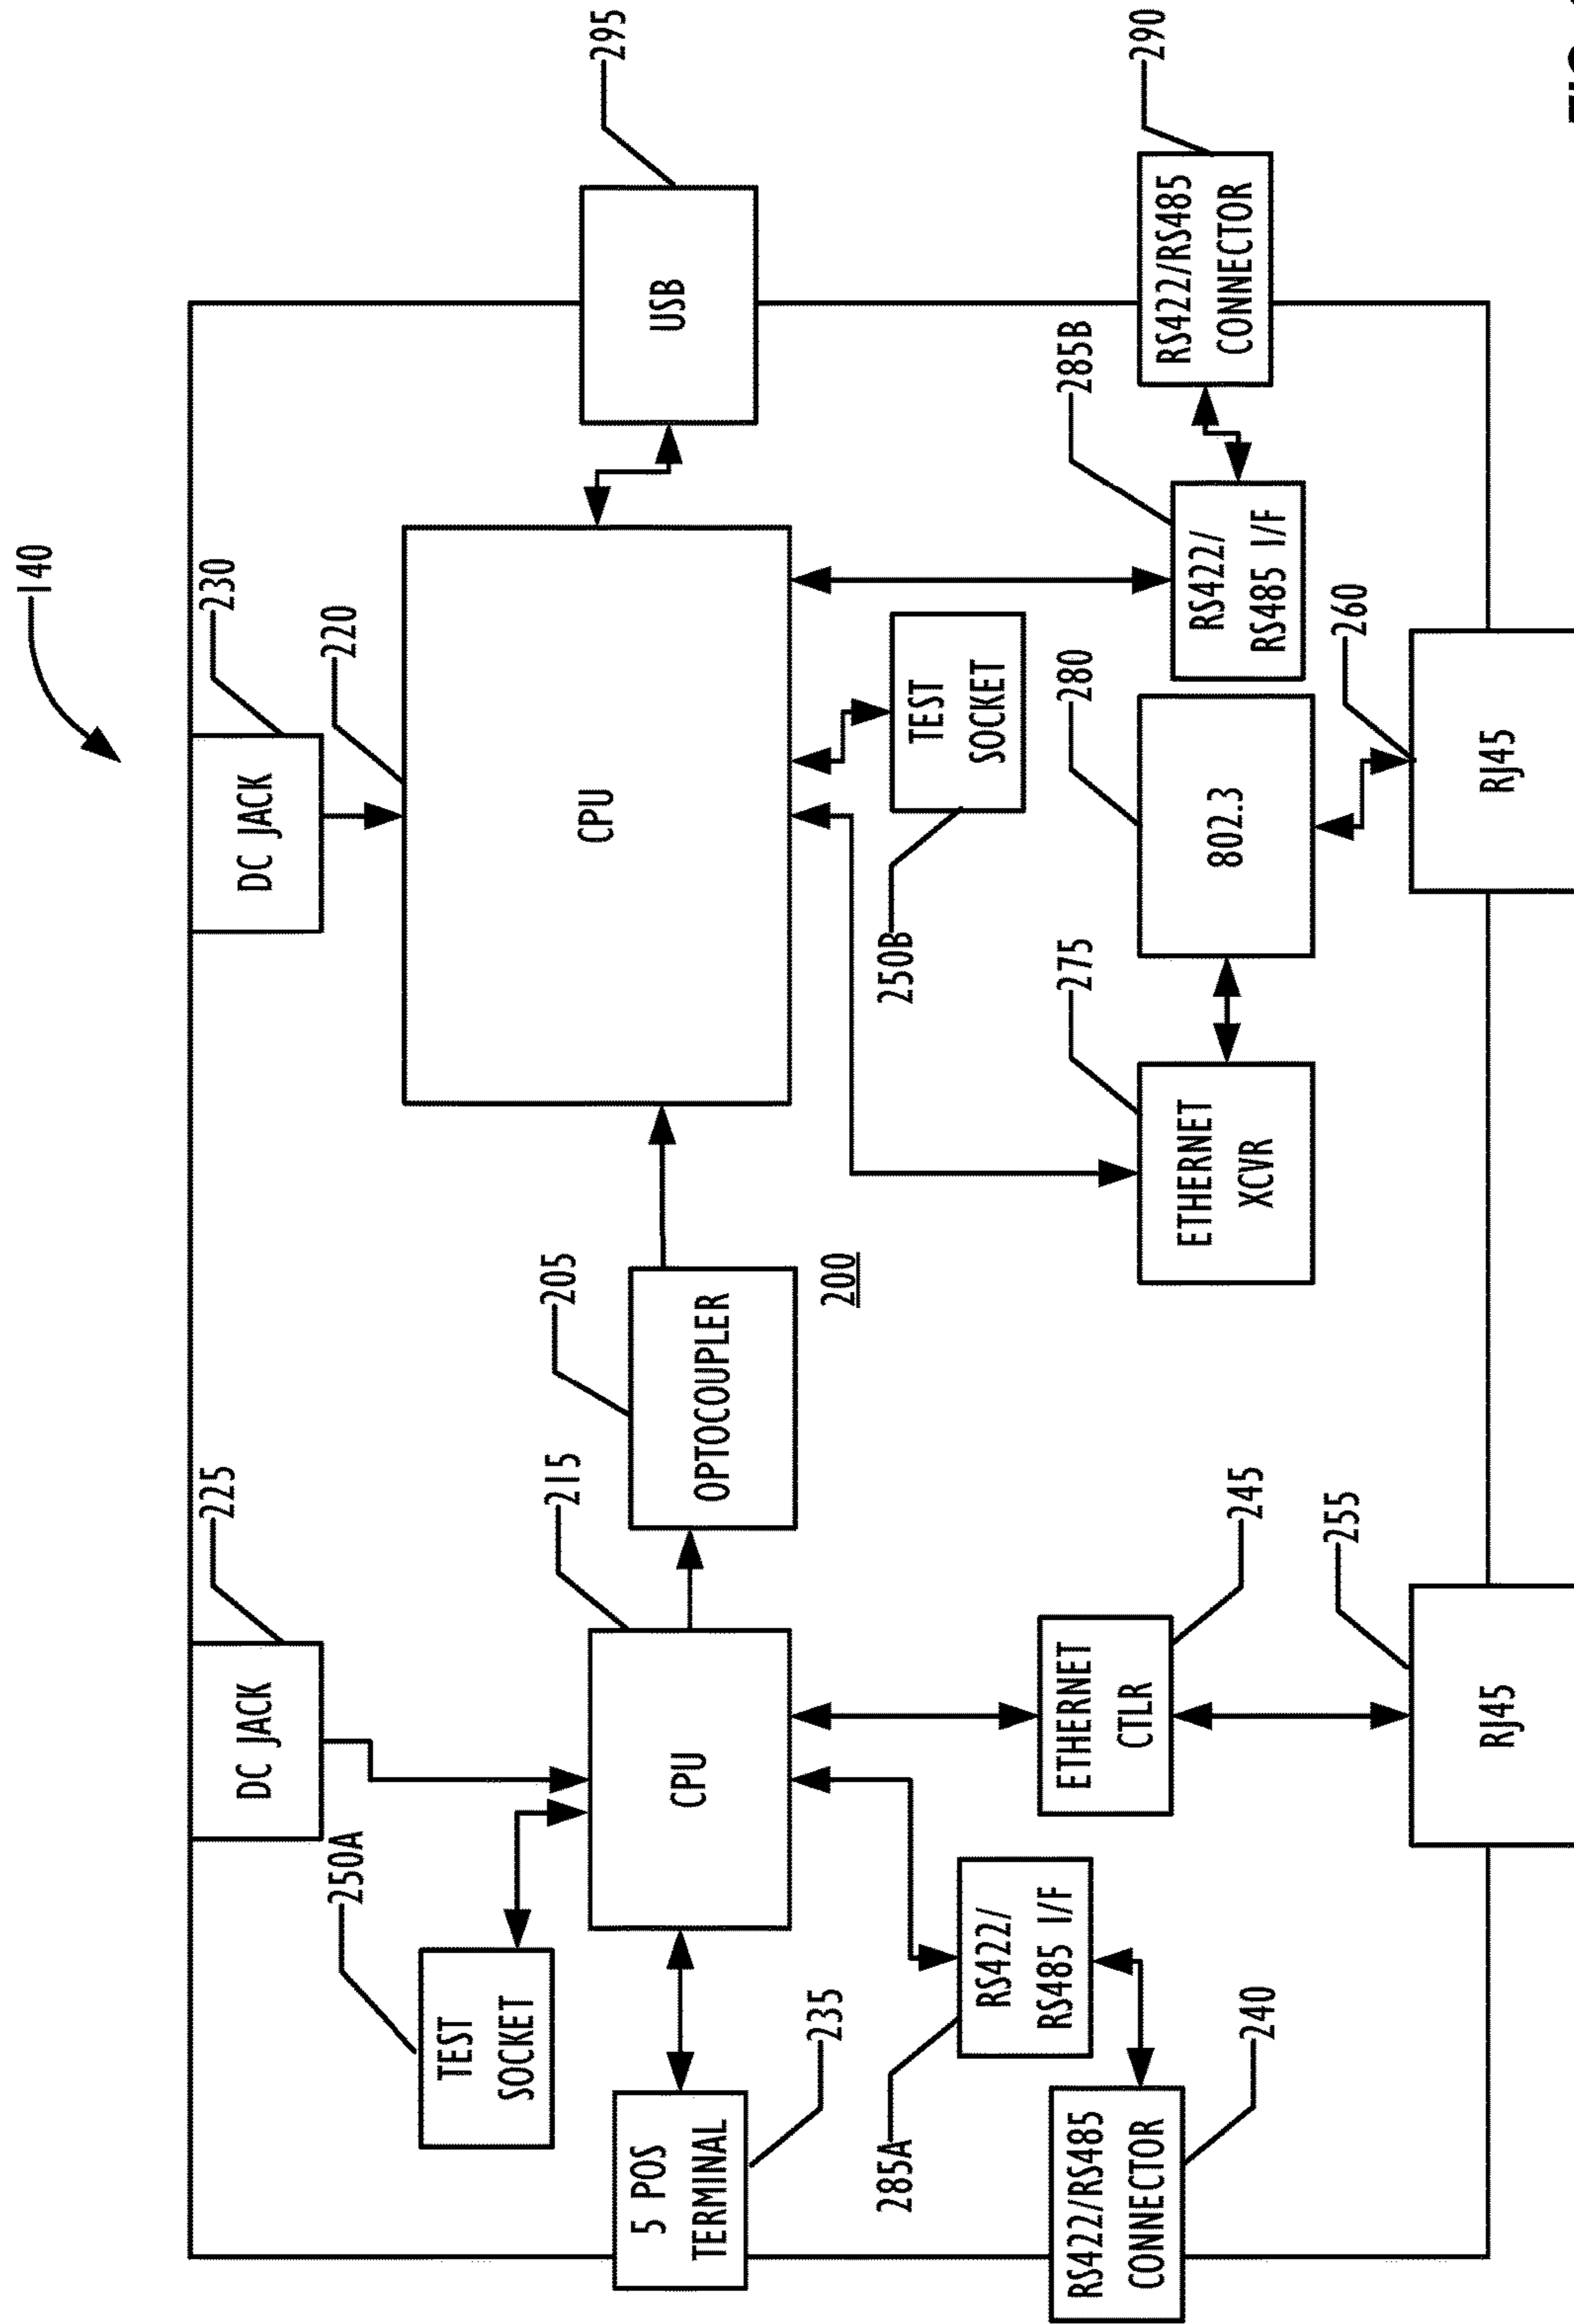 140
225
230
DC JACK
DC JACK
250A
220
TEST
SOCKET
215
205
295
5 POS
TERMINAL
CPU
OPTOCOUPLER
CPU
USB
235
200
250B
TEST
SOCKET
285A
RS422/
RS485 I/F
ETHERNET
CTLR
245
275
280
285B
290
RS422/RS485
CONNECTOR
240
ETHERNET
XCVR
802.3
RS422/
RS485 I/F
RS422/RS485
CONNECTOR
255
260
RJ45
RJ45